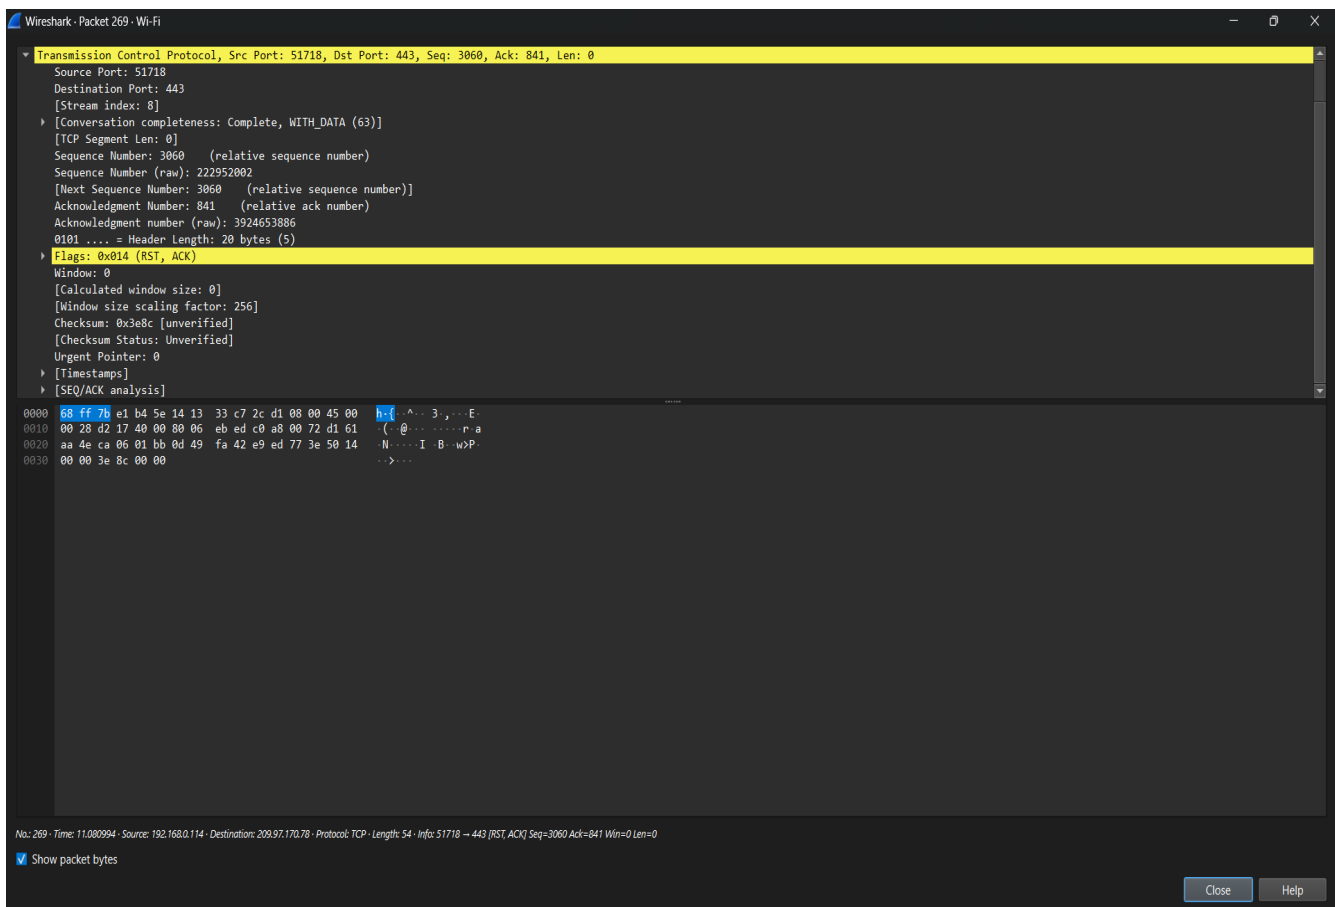 Wireshark · Packet 269 · Wi-Fi
Transmission Control Protocol, Src Port: 51718, Dst Port: 443, Seq: 3060, Ack: 841, Len: 0
Source Port: 51718
Destination Port: 443
[Stream index: 8]
[Conversation completeness: Complete, WITH_DATA (63)]
[TCP Segment Len: 0]
Sequence Number: 3060    (relative sequence number)
Sequence Number (raw): 222952002
[Next Sequence Number: 3060    (relative sequence number)]
Acknowledgment Number: 841    (relative ack number)
Acknowledgment number (raw): 3924653886
0101 .... = Header Length: 20 bytes (5)
Flags: 0x014 (RST, ACK)
Window: 0
[Calculated window size: 0]
[Window size scaling factor: 256]
Checksum: 0x3e8c [unverified]
[Checksum Status: Unverified]
Urgent Pointer: 0
[Timestamps]
[SEQ/ACK analysis]
0000  68 ff 7b e1 b4 5e 14 13  33 c7 2c d1 08 00 45 00  h·{··^·· 3·,···E·
0010  00 28 d2 17 40 00 80 06  eb ed c0 a8 00 72 d1 61  ·(··@··· ·····r·a
0020  aa 4e ca 06 01 bb 0d 49  fa 42 e9 ed 77 3e 50 14  ·N·····I ·B··w>P·
0030  00 00 3e 8c 00 00  ··>···
No.: 269 · Time: 11.080994 · Source: 192.168.0.114 · Destination: 209.97.170.78 · Protocol: TCP · Length: 54 · Info: 51718 → 443 [RST, ACK] Seq=3060 Ack=841 Win=0 Len=0
Show packet bytes
Close Help